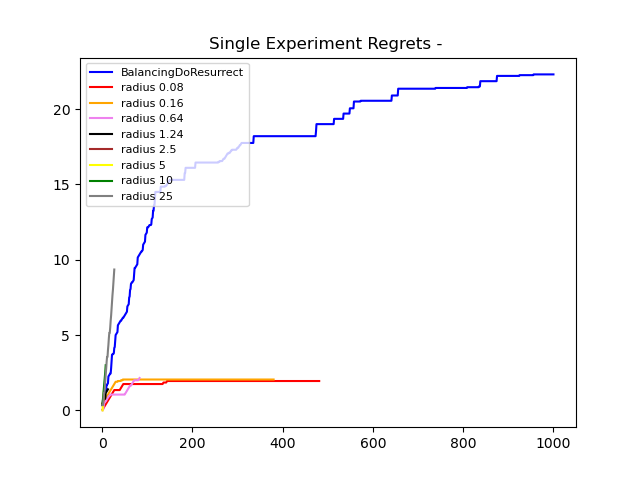 Single Experiment Regrets -
BalancingDoResurrect
radius 0.08
radius 0.16
radius 0.64
radius 1.24
radius 2.5
radius 5
radius 10
radius 25
20
15
10
5
0
0 200 400 600 800 1000